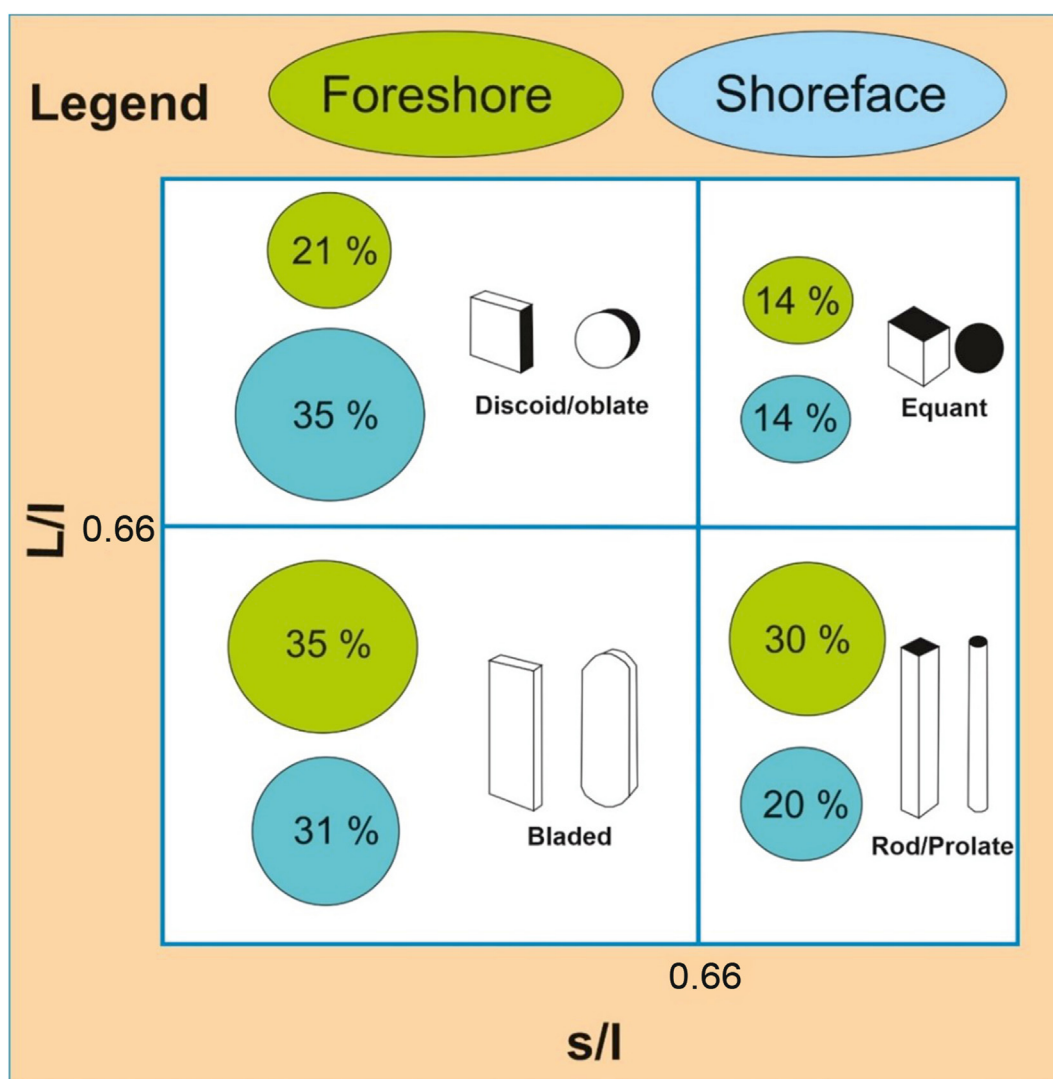 Legend
Foreshore
Shoreface
21 %
35 %
Discoid/oblate
14 %
14 %
Equant
L/I
0.66
35 %
31 %
Bladed
30 %
20 %
Rod/Prolate
0.66
s/I